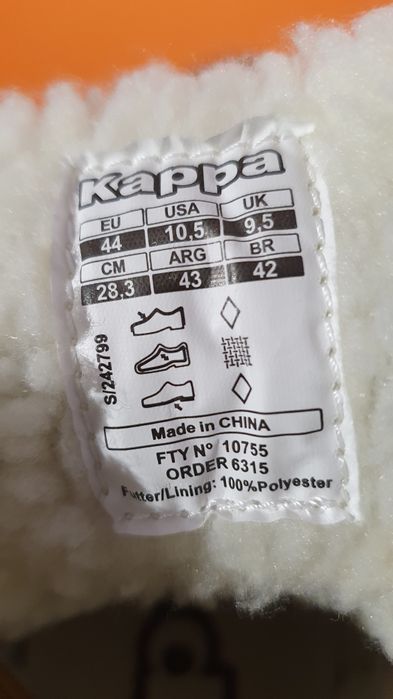 Kappa
EU USA UK
44 10,5 9,5
CM ARG BR
28,3 43 42
S/242799
Made in CHINA
FTY Nº 10755
ORDER 6315
Futter/Lining: 100%Polyester